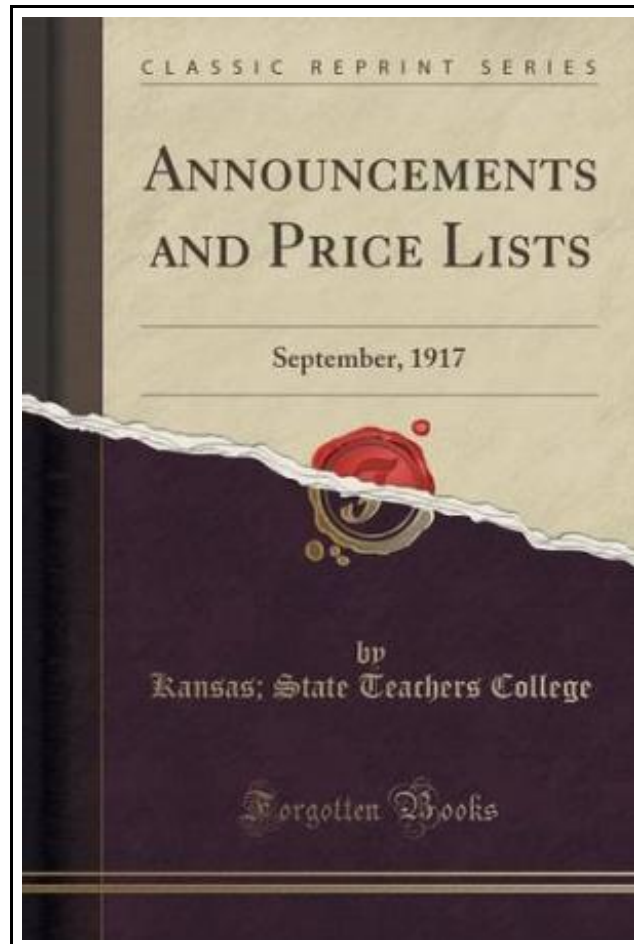 CLASSIC REPRINT SERIES
ANNOUNCEMENTS
AND PRICE LISTS
September, 1917
by
Kansas; State Teachers College
Forgotten Books